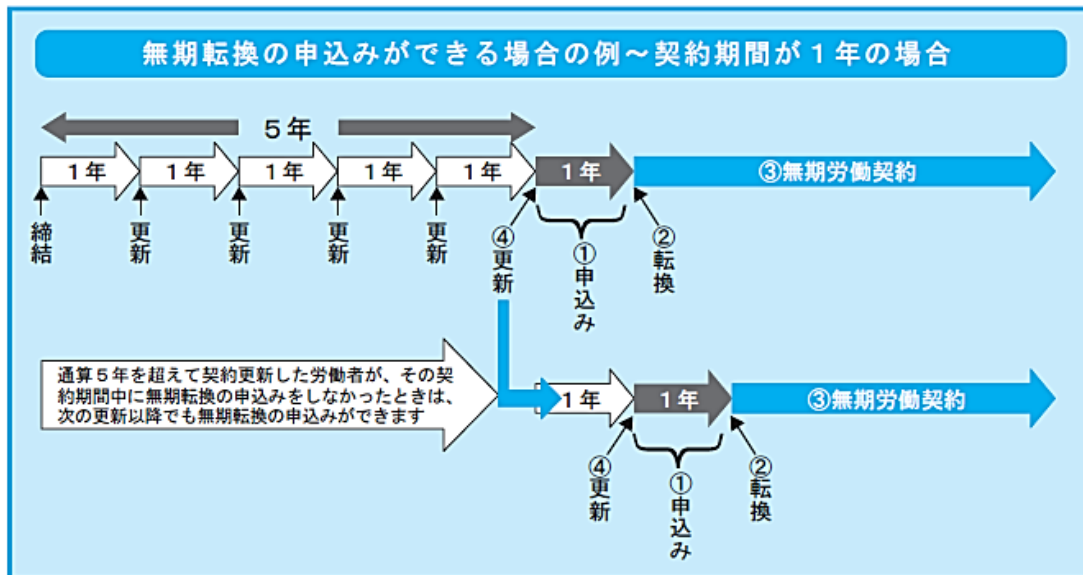 無期転換の申込みができる場合の例～契約期間が１年の場合
５年
１年 １年 １年 １年 １年 １年 ③無期労働契約
締結 更新 更新 更新 更新 ④更新 ①申込み ②転換
通算５年を超えて契約更新した労働者が、その契
約期間中に無期転換の申込みをしなかったときは、
次の更新以降でも無期転換の申込みができます
１年 １年 ③無期労働契約
④更新 ①申込み ②転換